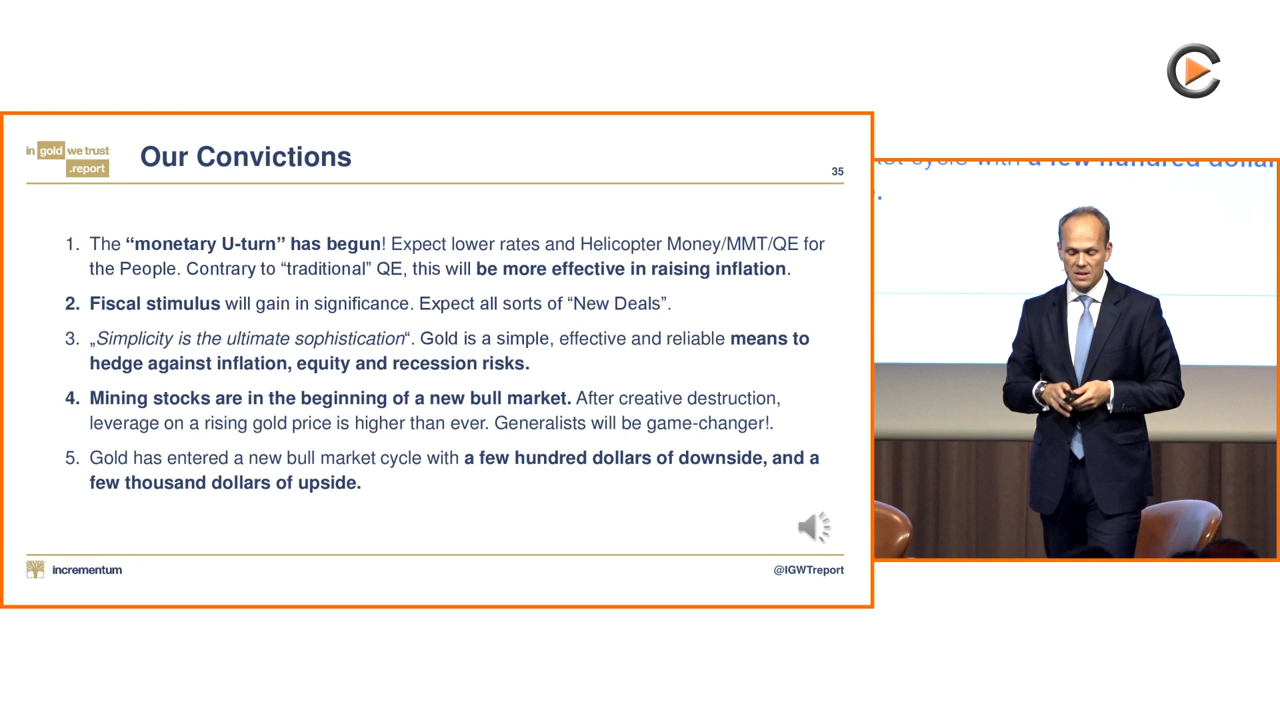 in gold we trust
.report
Our Convictions
35
1. The “monetary U-turn” has begun! Expect lower rates and Helicopter Money/MMT/QE for
the People. Contrary to “traditional” QE, this will be more effective in raising inflation.
2. Fiscal stimulus will gain in significance. Expect all sorts of “New Deals”.
3. „Simplicity is the ultimate sophistication“. Gold is a simple, effective and reliable means to
hedge against inflation, equity and recession risks.
4. Mining stocks are in the beginning of a new bull market. After creative destruction,
leverage on a rising gold price is higher than ever. Generalists will be game-changer!.
5. Gold has entered a new bull market cycle with a few hundred dollars of downside, and a
few thousand dollars of upside.
incrementum
@IGWTreport
cycle with a few hundred dollar